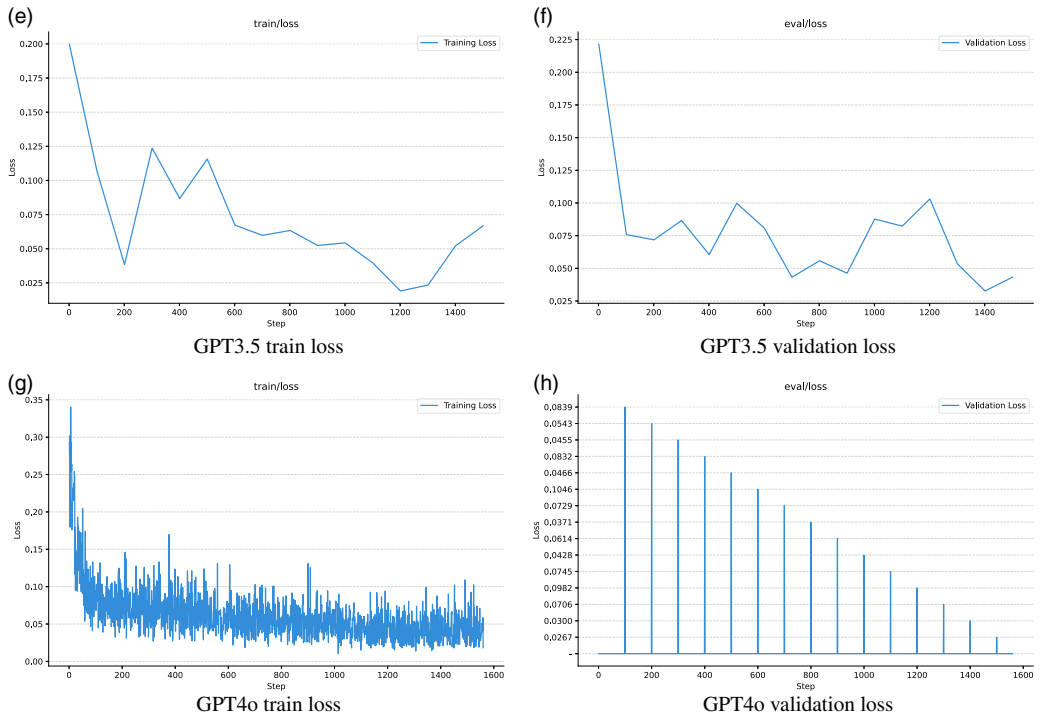 (e)
train/loss
Training Loss
0.200
0.175
0.150
0.125
0.100
0.075
0.050
0.025
Loss
0 200 400 600 800 1000 1200 1400
Step
GPT3.5 train loss
(f)
eval/loss
Validation Loss
0.225
0.200
0.175
0.150
0.125
0.100
0.075
0.050
0.025
Loss
0 200 400 600 800 1000 1200 1400
Step
GPT3.5 validation loss
(g)
train/loss
Training Loss
0.35
0.30
0.25
0.20
0.15
0.10
0.05
0.00
Loss
0 200 400 600 800 1000 1200 1400 1600
Step
GPT4o train loss
(h)
eval/loss
Validation Loss
0.0839
0.0543
0.0455
0.0832
0.0466
0.1046
0.0729
0.0371
0.0614
0.0428
0.0745
0.0982
0.0706
0.0300
0.0267
-
Loss
0 200 400 600 800 1000 1200 1400 1600
Step
GPT4o validation loss